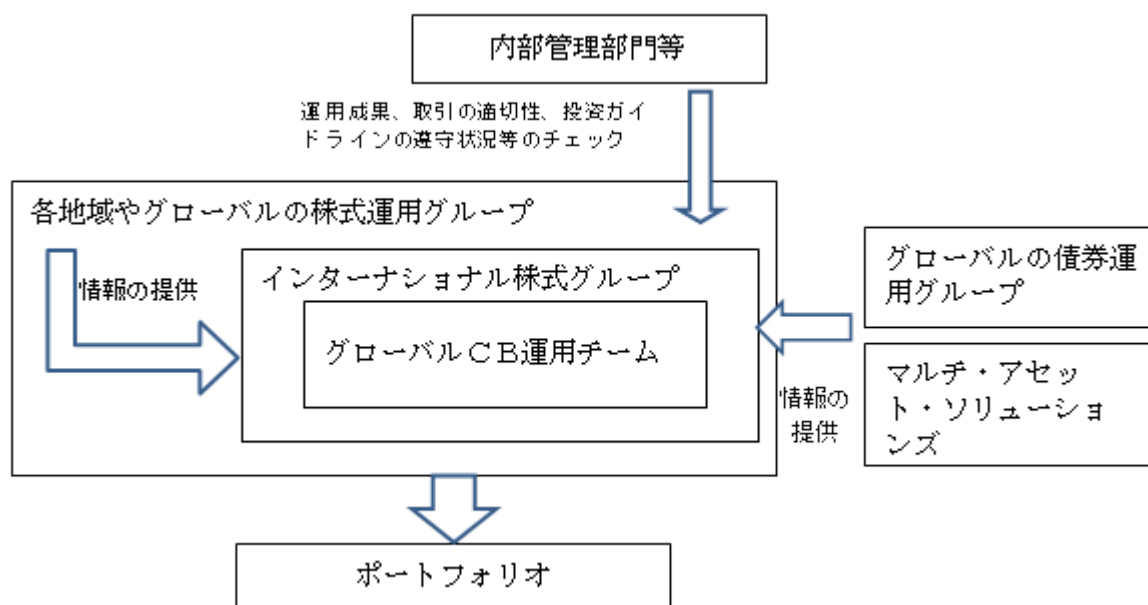 内部管理部門等
運用成果、取引の適切性、投資ガイ
ドラインの遵守状況等のチェック
各地域やグローバルの株式運用グループ
情報の提供
インターナショナル株式グループ
グローバルＣＢ運用チーム
グローバルの債券運
用グループ
情報の
提供
マルチ・アセッ
ト・ソリューショ
ンズ
ポートフォリオ